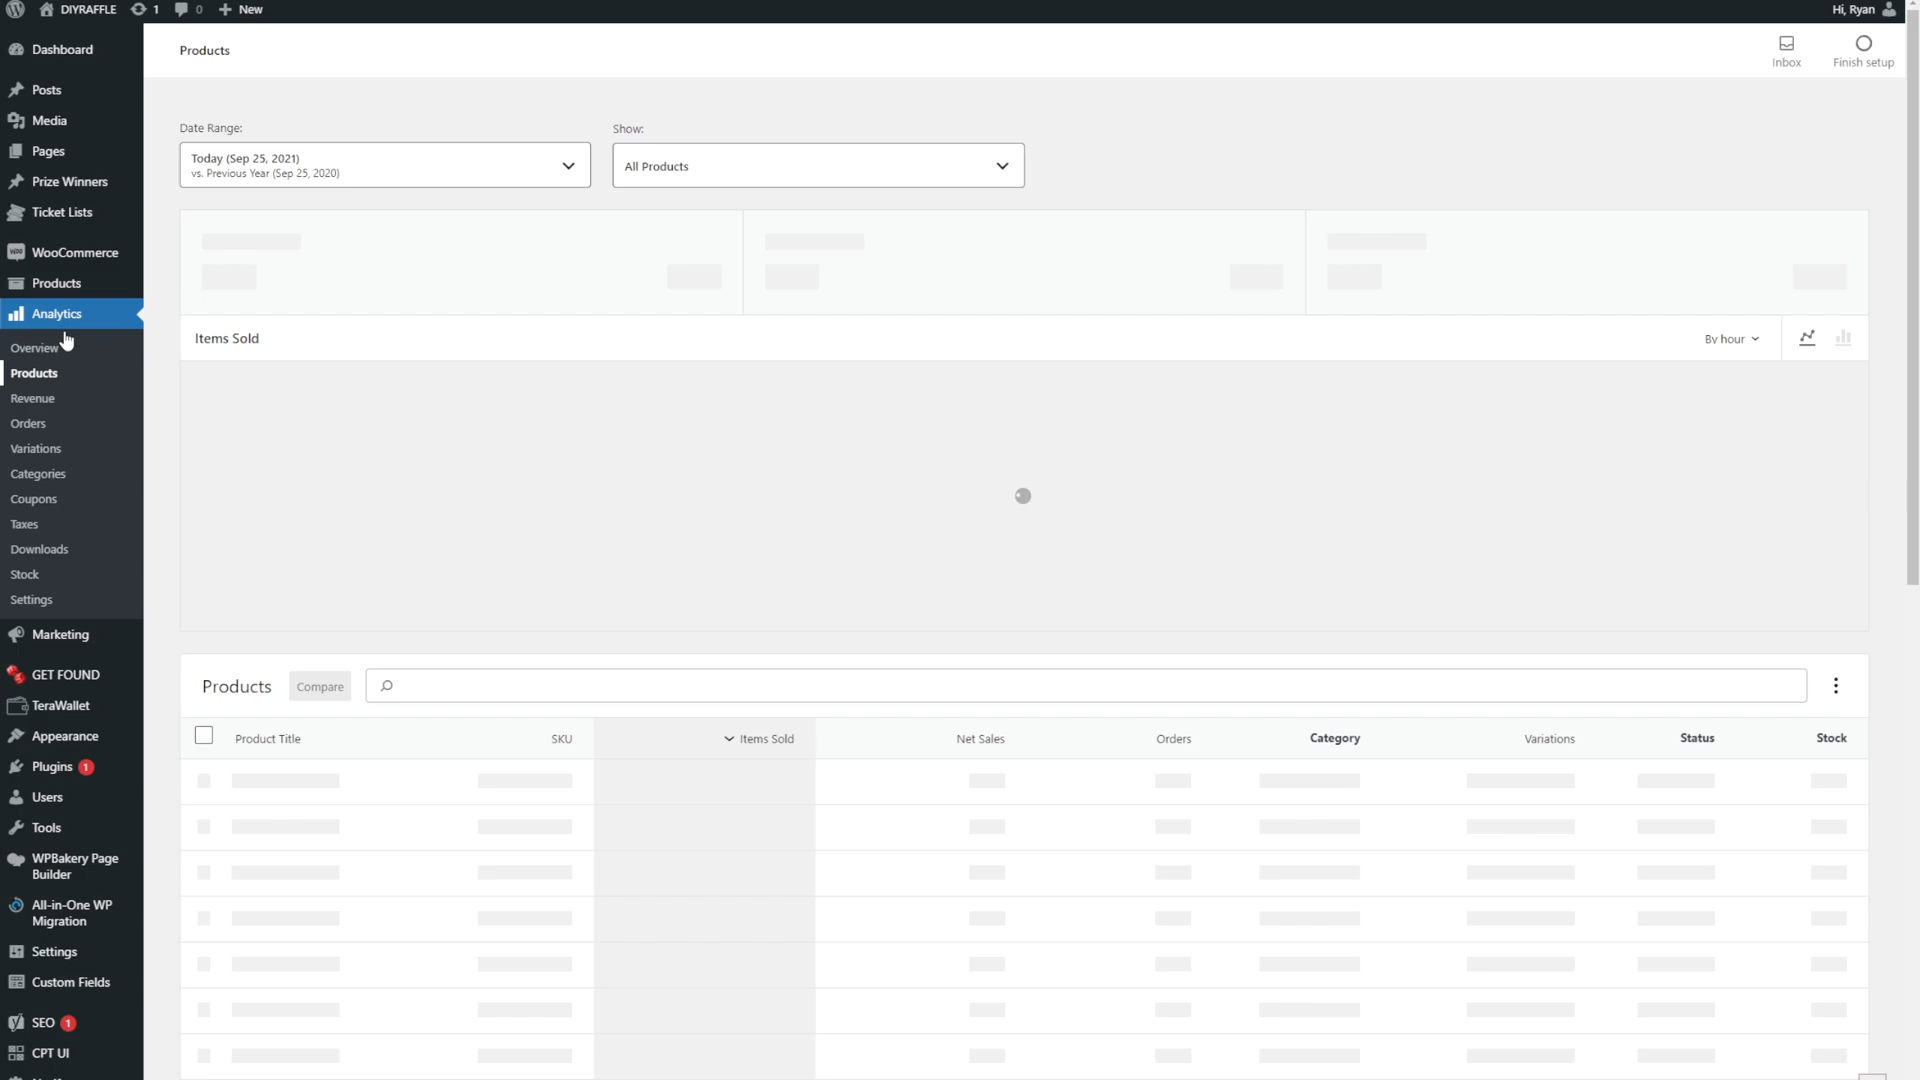 DIYRAFFLE 1 0 New
Hi, Ryan
Dashboard
Posts
Media
Pages
Prize Winners
Ticket Lists
WooCommerce
Products
Analytics
Overview
Products
Revenue
Orders
Variations
Categories
Coupons
Taxes
Downloads
Stock
Settings
Marketing
GET FOUND
TeraWallet
Appearance
Plugins 1
Users
Tools
WPBakery Page
Builder
All-in-One WP
Migration
Settings
Custom Fields
SEO 1
CPT UI
Products
Inbox
Finish setup
Date Range:
Today (Sep 25, 2021)
vs. Previous Year (Sep 25, 2020)
Show:
All Products
Items Sold
By hour
Products
Compare
Product Title SKU Items Sold Net Sales Orders Category Variations Status Stock